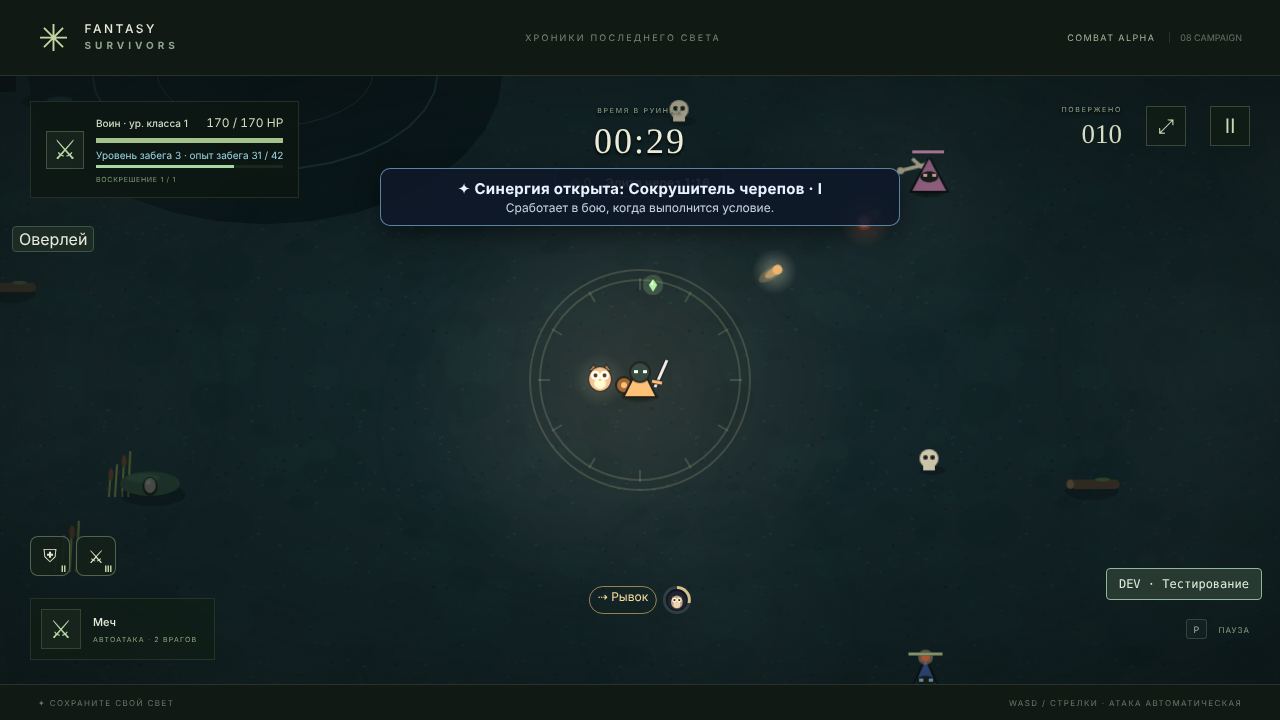 FANTASY
SURVIVORS
ХРОНИКИ ПОСЛЕДНЕГО СВЕТА
COMBAT ALPHA
08 CAMPAIGN
Воин · ур. класса 1
170 / 170 HP
Уровень забега 3 · опыт забега 31 / 42
ВОСКРЕШЕНИЕ 1 / 1
ВРЕМЯ В РУИН
00:29
ПОВЕРЖЕНО
010
✦ Синергия открыта: Сокрушитель черепов · I
Сработает в бою, когда выполнится условие.
Оверлей
II
III
Меч
АВТОАТАКА · 2 ВРАГОВ
⇢ Рывок
DEV · Тестирование
P
ПАУЗА
✦ СОХРАНИТЕ СВОЙ СВЕТ
WASD / СТРЕЛКИ · АТАКА АВТОМАТИЧЕСКАЯ